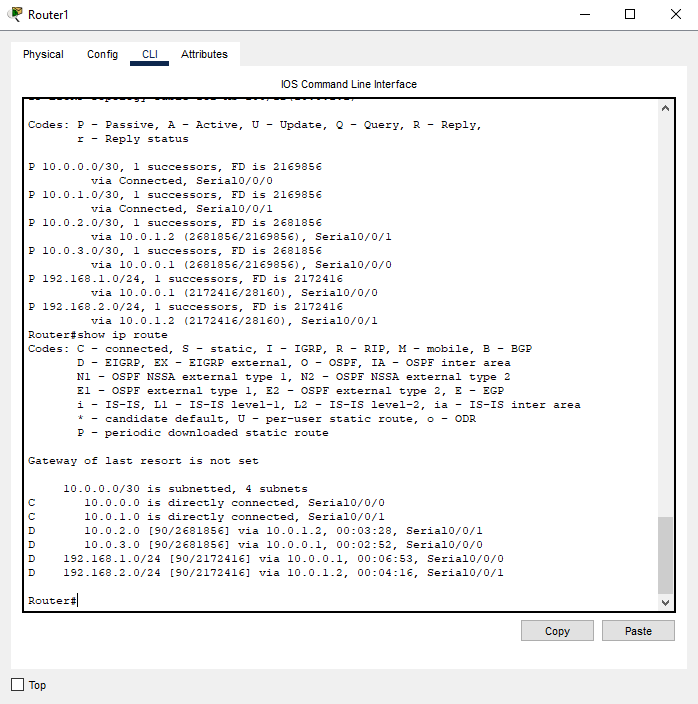 Router1
Physical Config CLI Attributes
IOS Command Line Interface
Codes: P - Passive, A - Active, U - Update, Q - Query, R - Reply,
r - Reply status
P 10.0.0.0/30, 1 successors, FD is 2169856
via Connected, Serial0/0/0
P 10.0.1.0/30, 1 successors, FD is 2169856
via Connected, Serial0/0/1
P 10.0.2.0/30, 1 successors, FD is 2681856
via 10.0.1.2 (2681856/2169856), Serial0/0/1
P 10.0.3.0/30, 1 successors, FD is 2681856
via 10.0.0.1 (2681856/2169856), Serial0/0/0
P 192.168.1.0/24, 1 successors, FD is 2172416
via 10.0.0.1 (2172416/28160), Serial0/0/0
P 192.168.2.0/24, 1 successors, FD is 2172416
via 10.0.1.2 (2172416/28160), Serial0/0/1
Router#show ip route
Codes: C - connected, S - static, I - IGRP, R - RIP, M - mobile, B - BGP
D - EIGRP, EX - EIGRP external, O - OSPF, IA - OSPF inter area
N1 - OSPF NSSA external type 1, N2 - OSPF NSSA external type 2
E1 - OSPF external type 1, E2 - OSPF external type 2, E - EGP
i - IS-IS, L1 - IS-IS level-1, L2 - IS-IS level-2, ia - IS-IS inter area
* - candidate default, U - per-user static route, o - ODR
P - periodic downloaded static route
Gateway of last resort is not set
10.0.0.0/30 is subnetted, 4 subnets
C 10.0.0.0 is directly connected, Serial0/0/0
C 10.0.1.0 is directly connected, Serial0/0/1
D 10.0.2.0 [90/2681856] via 10.0.1.2, 00:03:28, Serial0/0/1
D 10.0.3.0 [90/2681856] via 10.0.0.1, 00:02:52, Serial0/0/0
D 192.168.1.0/24 [90/2172416] via 10.0.0.1, 00:06:53, Serial0/0/0
D 192.168.2.0/24 [90/2172416] via 10.0.1.2, 00:04:16, Serial0/0/1
Router#
Copy Paste
Top